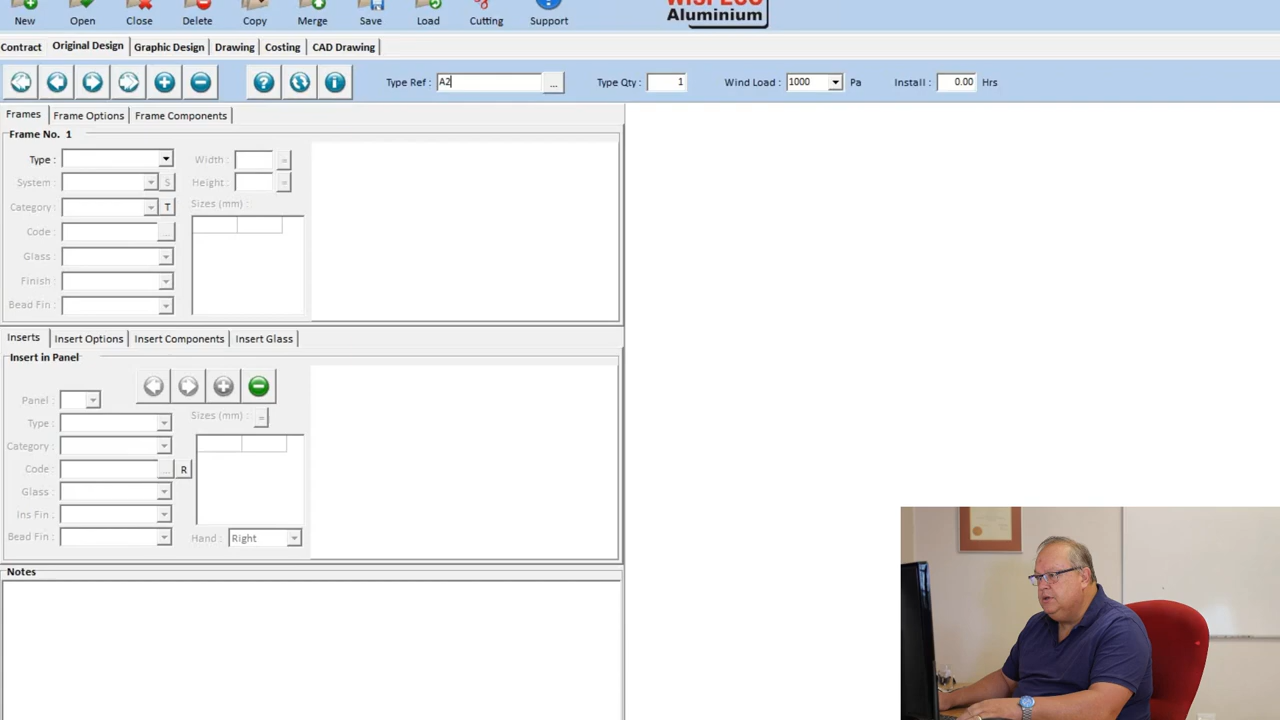 WISPECO
Aluminium
New Open Close Delete Copy Merge Save Load Cutting Support
Contract Original Design Graphic Design Drawing Costing CAD Drawing
Type Ref : A2 ... Type Qty : 1 Wind Load : 1000 Pa Install : 0.00 Hrs
Frames Frame Options Frame Components
Frame No. 1
Type : Width : =
System : S Height : =
Category : T Sizes (mm) :
Code : ...
Glass :
Finish :
Bead Fin :
Inserts Insert Options Insert Components Insert Glass
Insert in Panel
Panel :
Type : Sizes (mm) : =
Category :
Code : ... R
Glass :
Ins Fin :
Bead Fin : Hand : Right
Notes